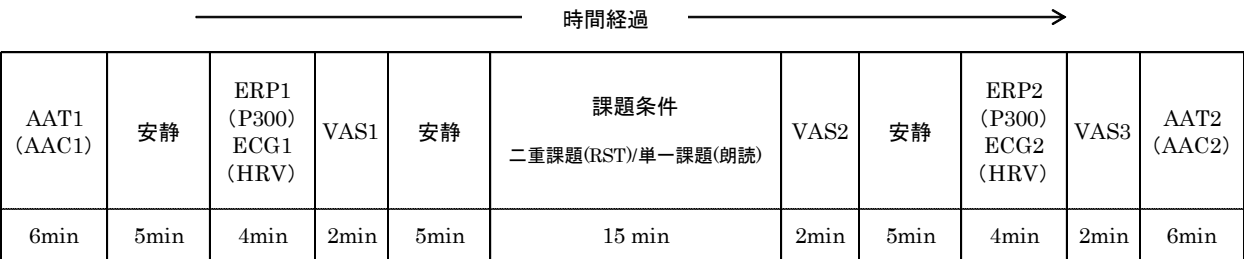 時間経過
AAT1
(AAC1)
安静
ERP1
(P300)
ECG1
(HRV)
VAS1
安静
課題条件
二重課題(RST)/単一課題(朗読)
VAS2
安静
ERP2
(P300)
ECG2
(HRV)
VAS3
AAT2
(AAC2)
6min 5min 4min 2min 5min 15 min 2min 5min 4min 2min 6min